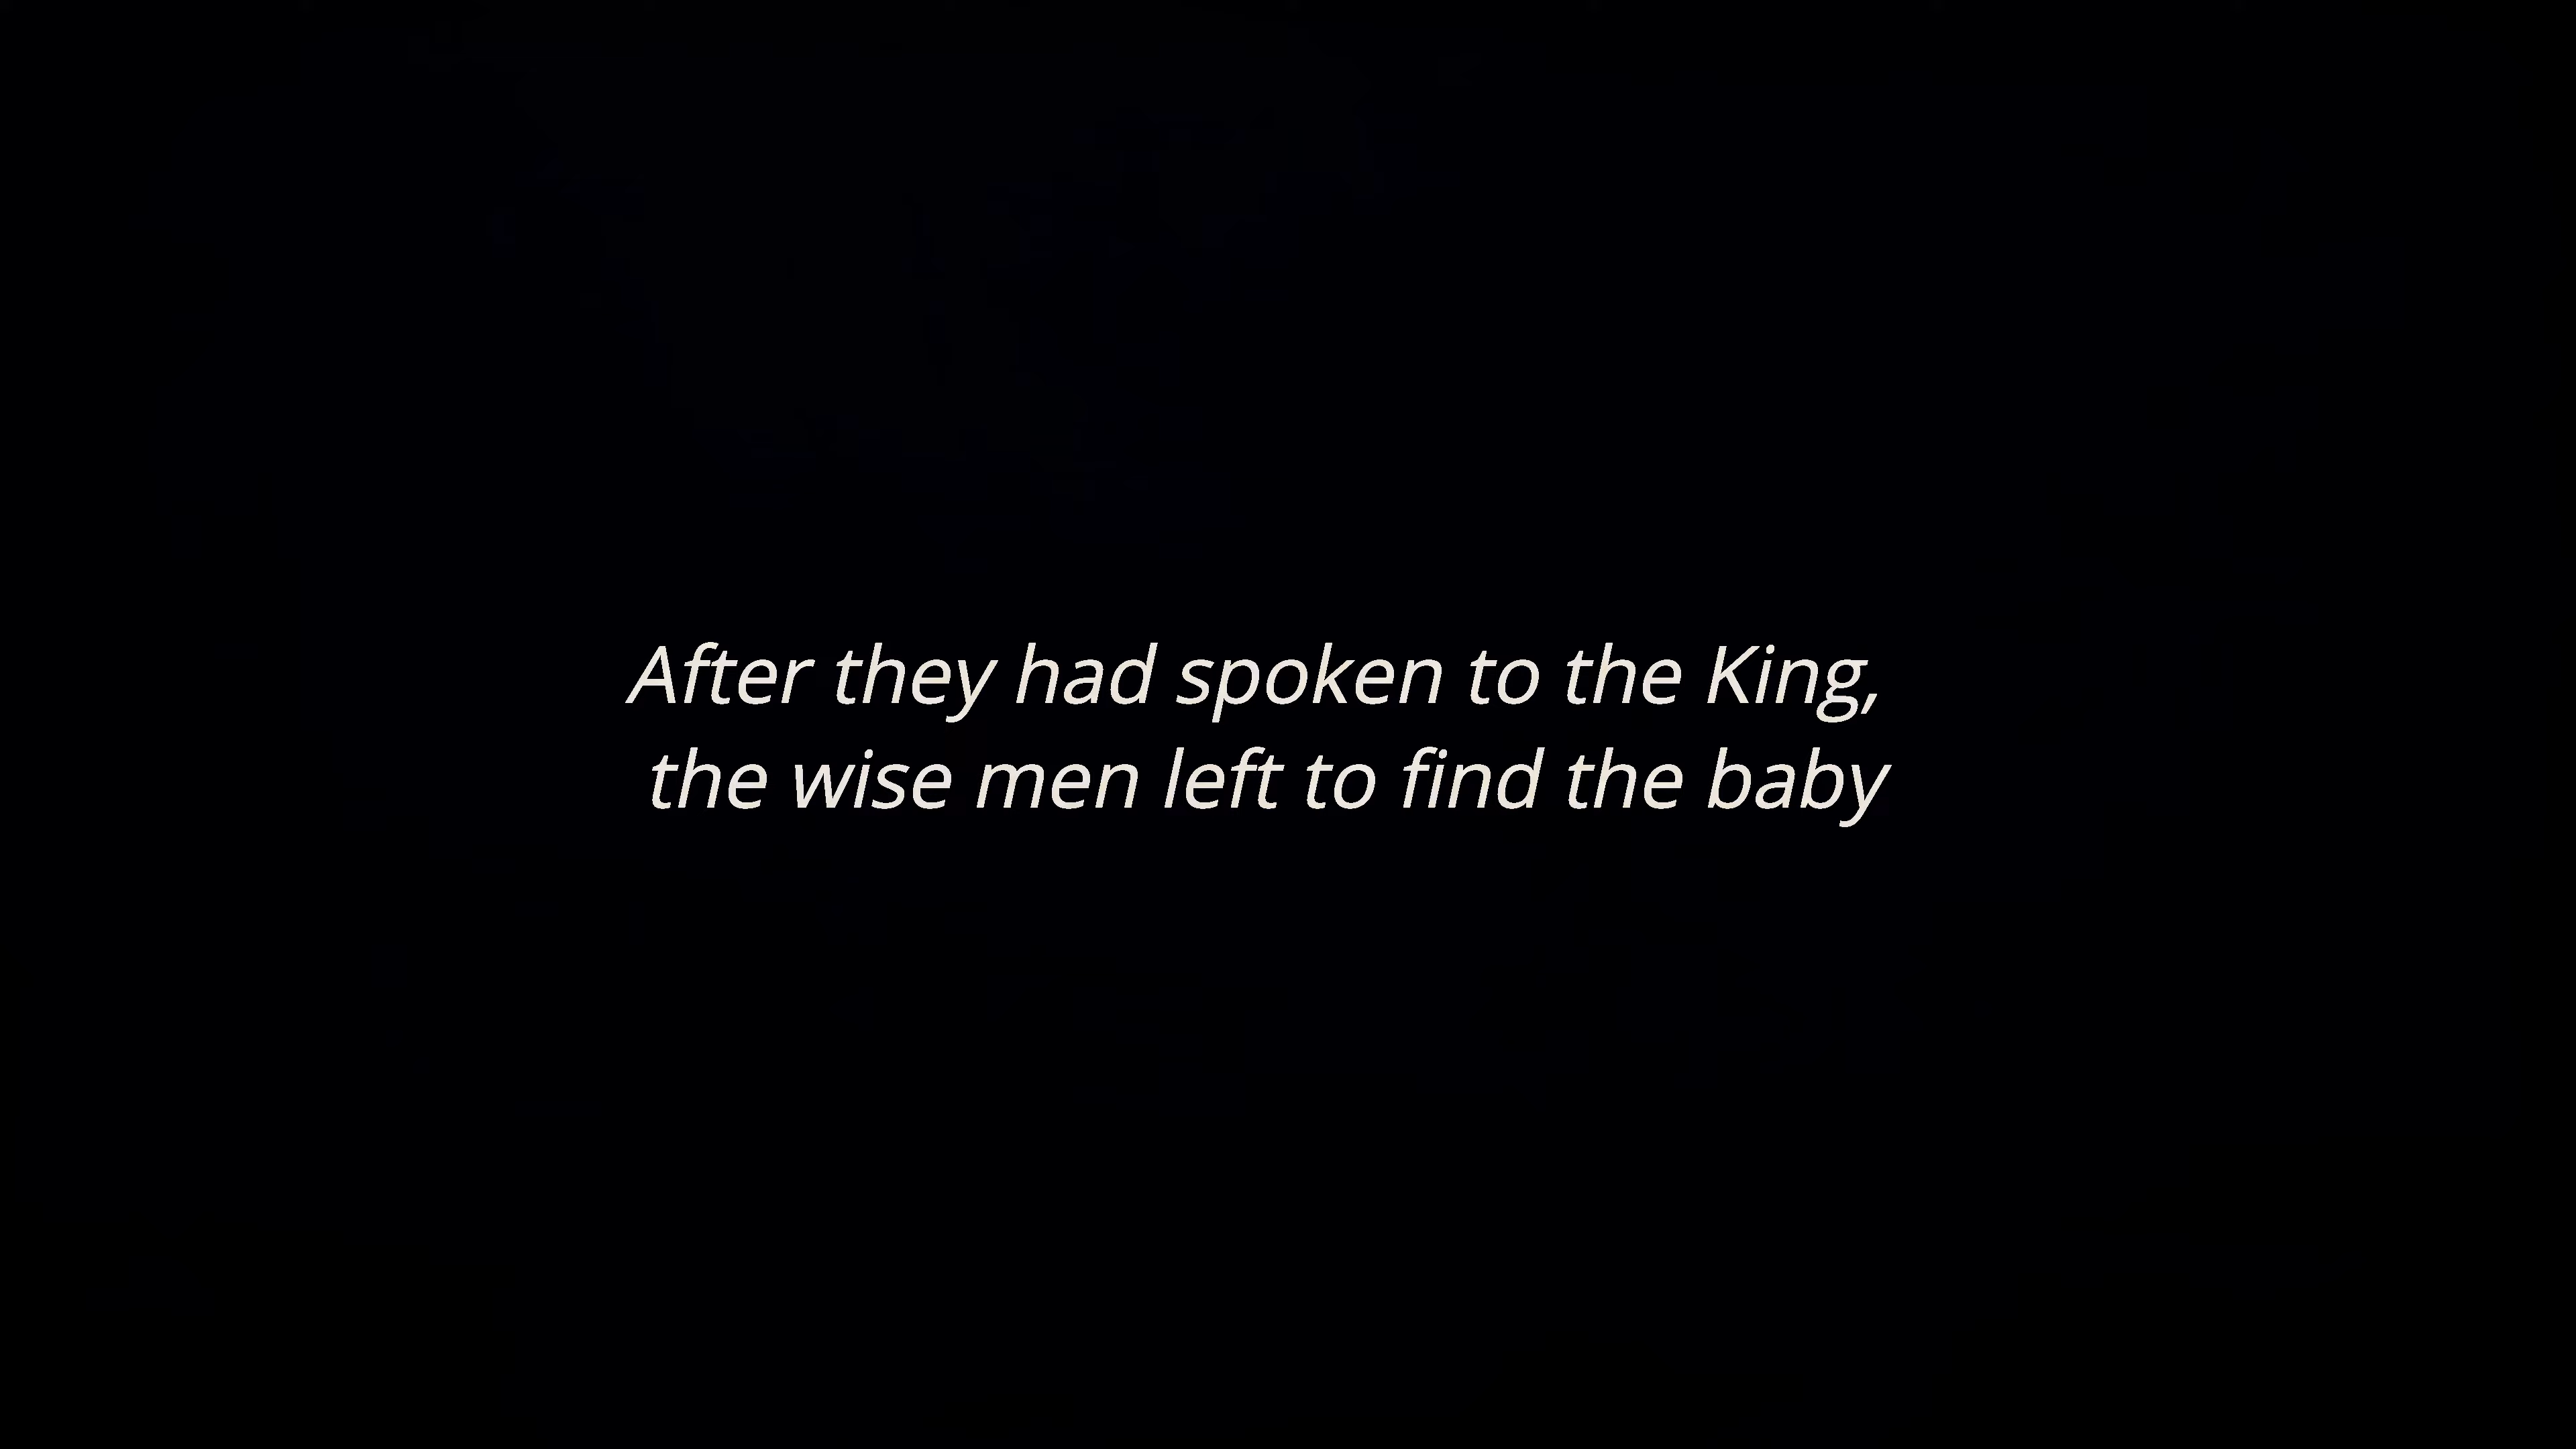 After they had spoken to the King,
the wise men left to find the baby